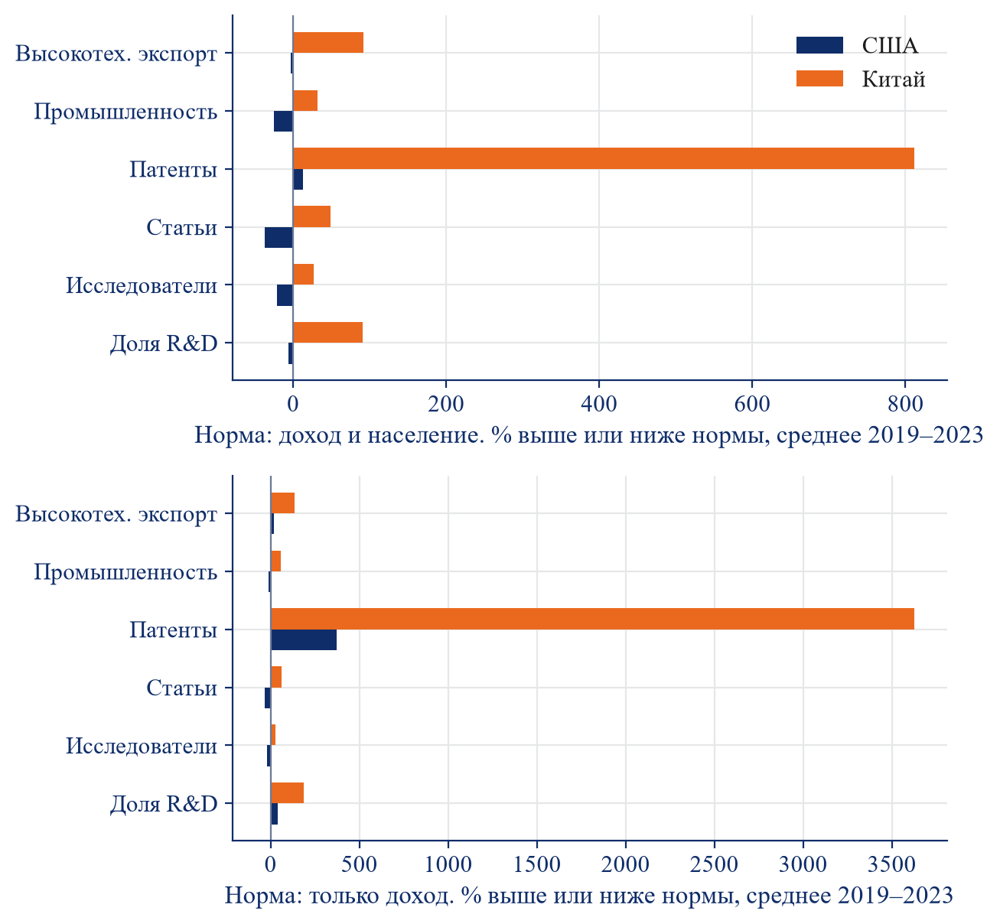 Высокотех. экспорт
Промышленность
Патенты
Статьи
Исследователи
Доля R&D
США
Китай
0 200 400 600 800
Норма: доход и население. % выше или ниже нормы, среднее 2019–2023
Высокотех. экспорт
Промышленность
Патенты
Статьи
Исследователи
Доля R&D
0 500 1000 1500 2000 2500 3000 3500
Норма: только доход. % выше или ниже нормы, среднее 2019–2023